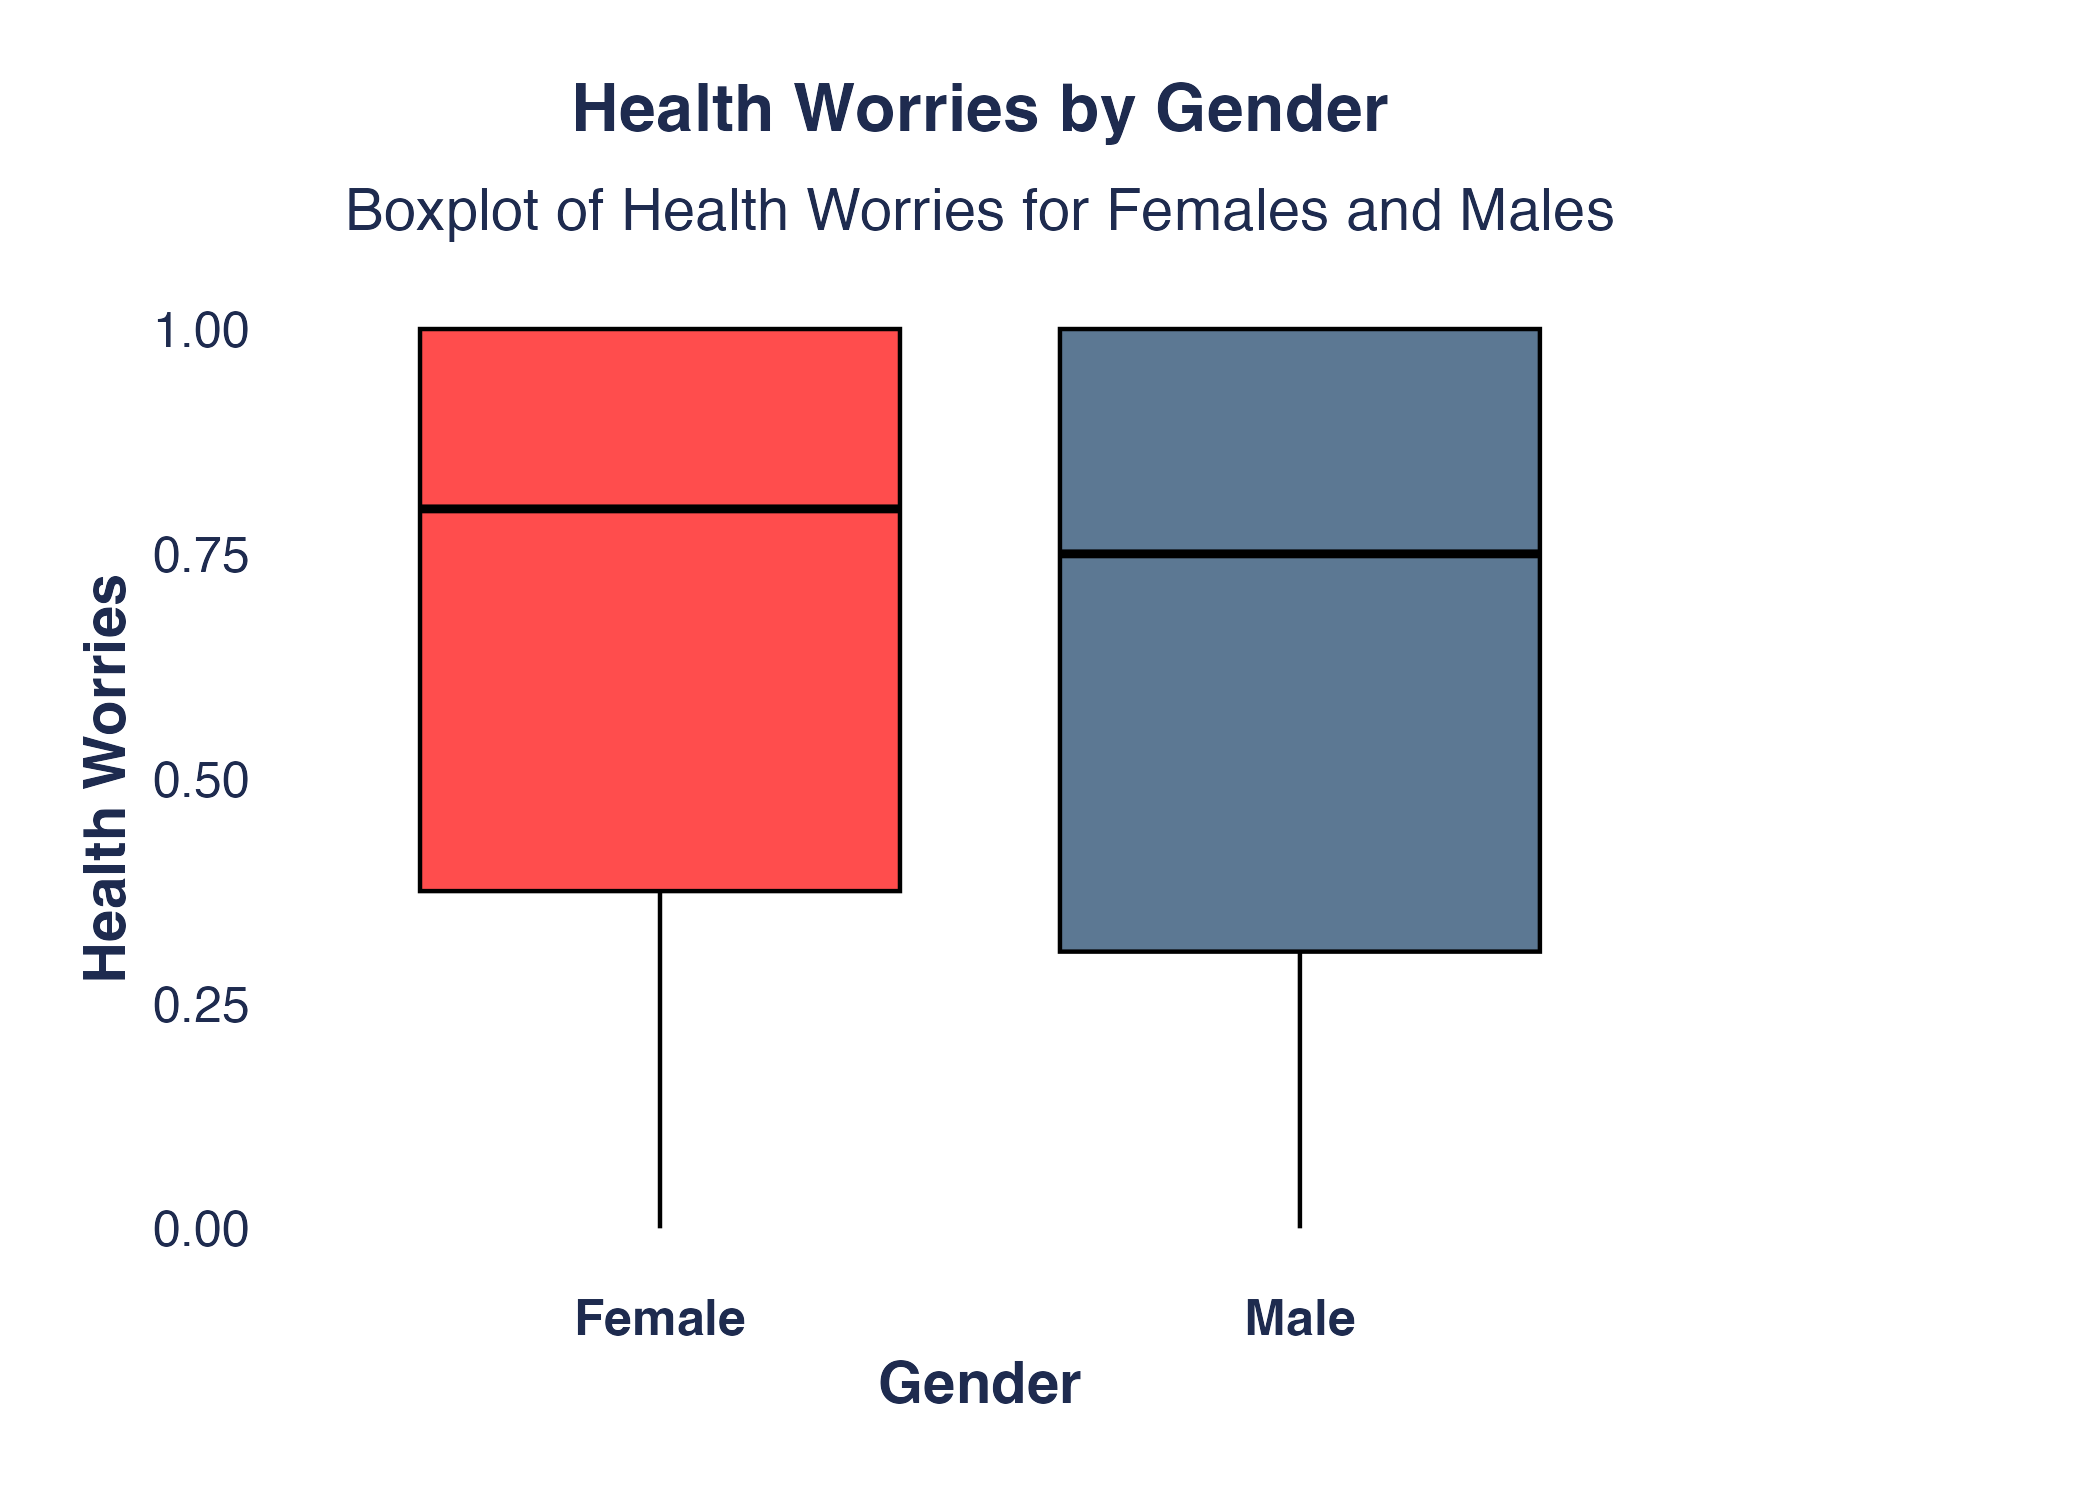 Health Worries by Gender
Boxplot of Health Worries for Females and Males
1.00
0.75
0.50
0.25
0.00
Health Worries
Female
Male
Gender